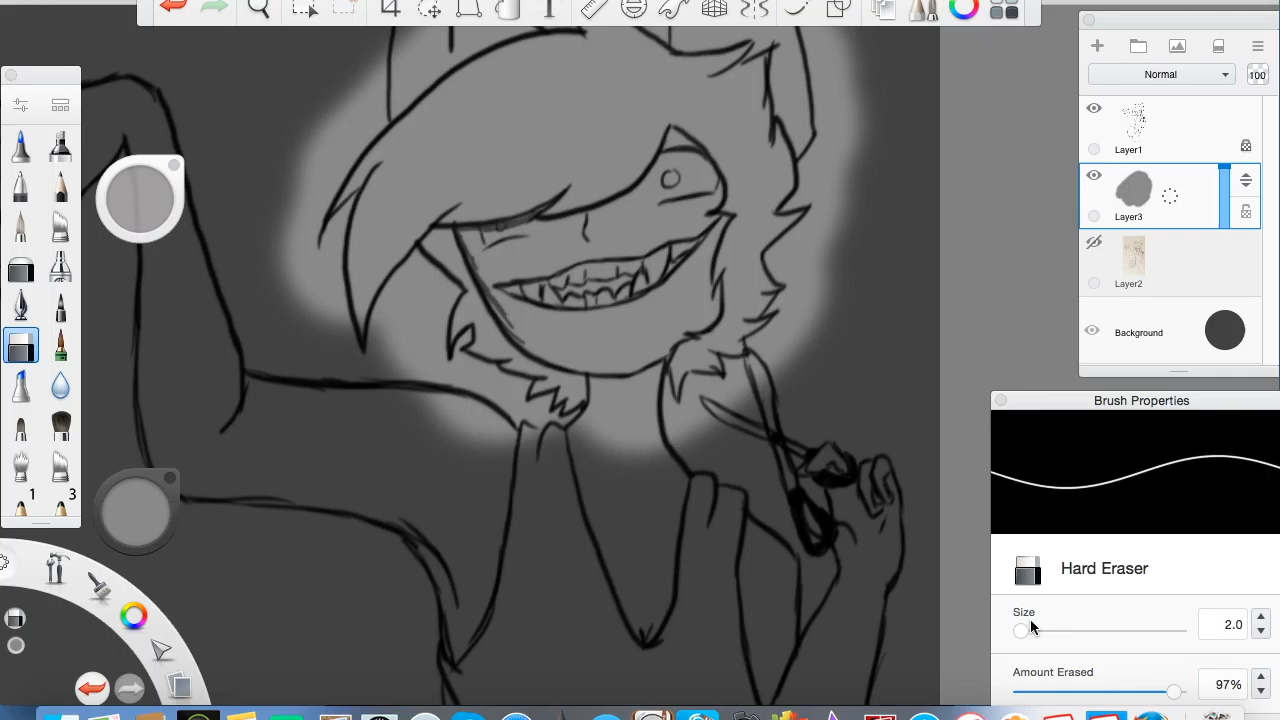 Normal
100
Layer1
Layer3
Layer2
Background
Brush Properties
Hard Eraser
Size
2.0
Amount Erased
97%
1
3